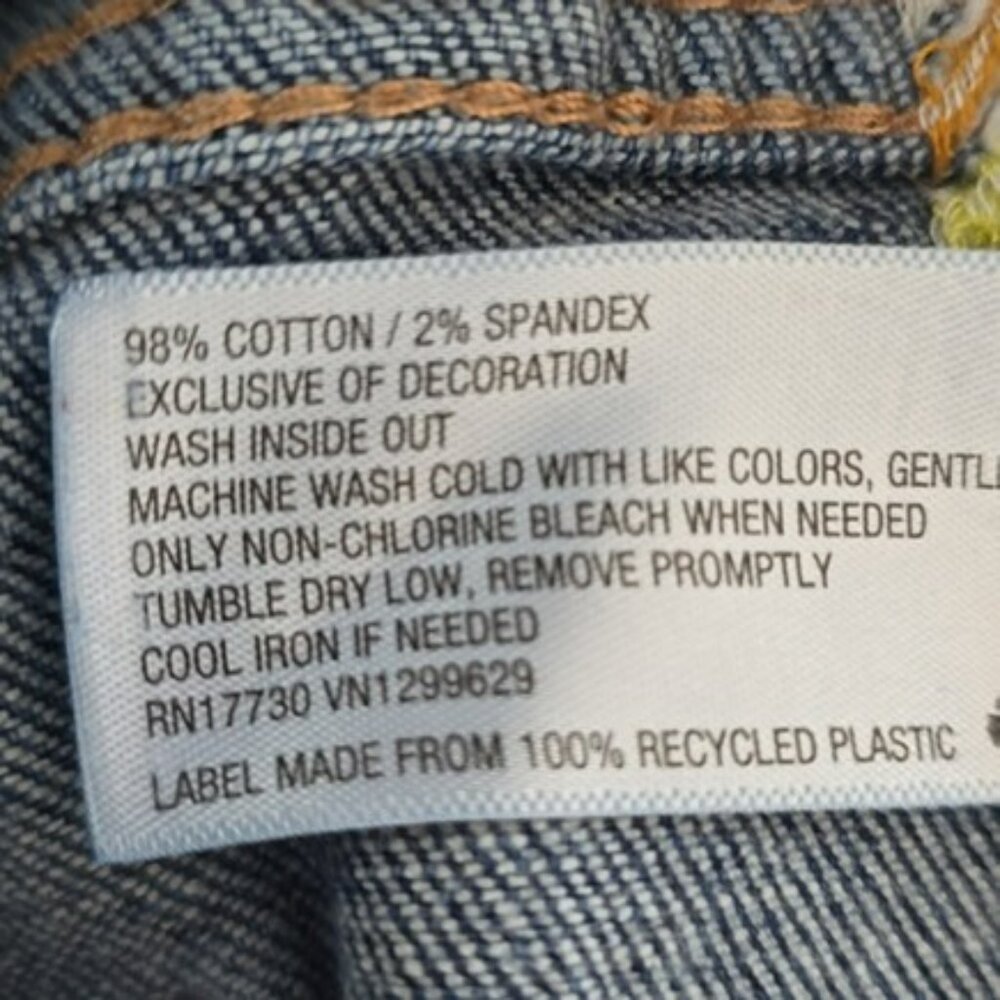 98% COTTON / 2% SPANDEX
EXCLUSIVE OF DECORATION
WASH INSIDE OUT
MACHINE WASH COLD WITH LIKE COLORS, GENTL
ONLY NON-CHLORINE BLEACH WHEN NEEDED
TUMBLE DRY LOW, REMOVE PROMPTLY
COOL IRON IF NEEDED
RN17730 VN1299629
LABEL MADE FROM 100% RECYCLED PLASTIC